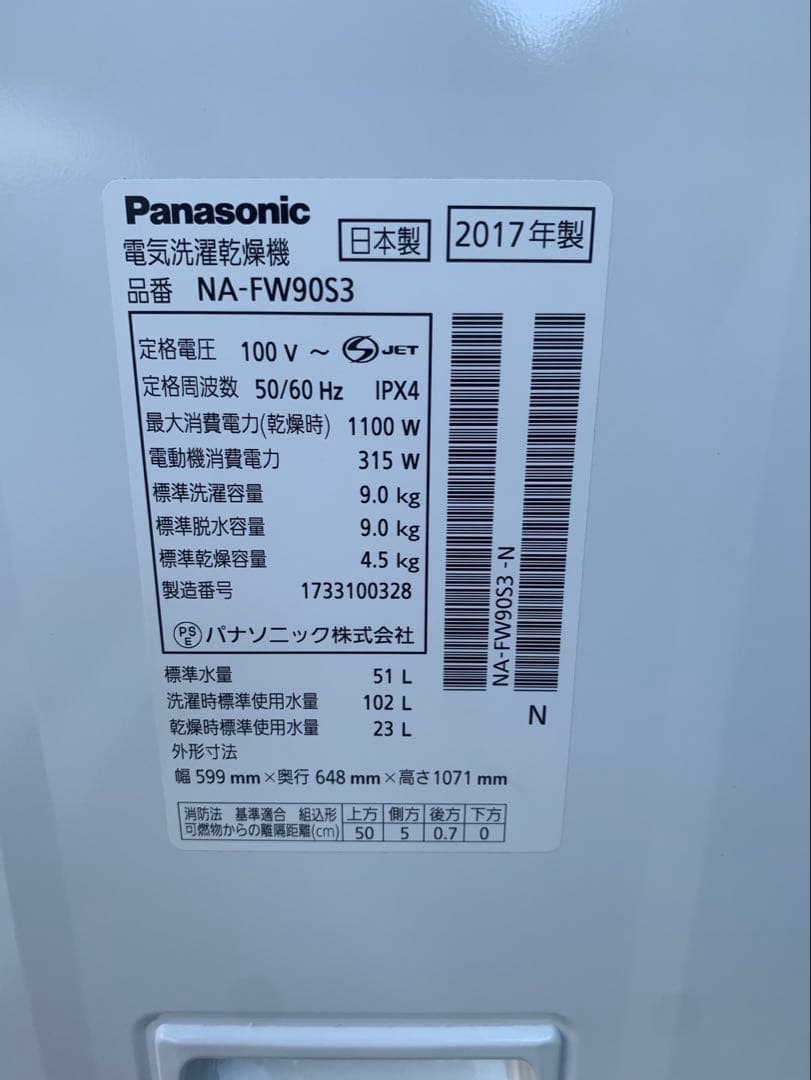 Panasonic
電気洗濯乾燥機 日本製 2017年製
品番 NA-FW90S3
定格電圧 100 V ～ S JET
定格周波数 50/60 Hz IPX4
最大消費電力(乾燥時) 1100 W
電動機消費電力 315 W
標準洗濯容量 9.0 kg
標準脱水容量 9.0 kg
標準乾燥容量 4.5 kg
製造番号 1733100328
PSE パナソニック株式会社
標準水量 51 L
洗濯時標準使用水量 102 L
乾燥時標準使用水量 23 L
外形寸法
幅 599 mm×奥行 648 mm×高さ1071 mm
消防法 基準適合 組込形 上方 側方 後方 下方
可燃物からの離隔距離(cm) 50 5 0.7 0
NA-FW90S3 -N
N